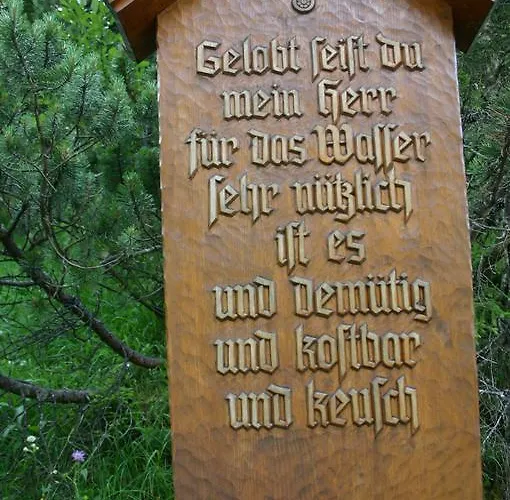 Gelobt ſeiſt du
mein Herr
für das Waſſer
ſehr nützlich
iſt es
und demütig
und koſtbar
und keuſch